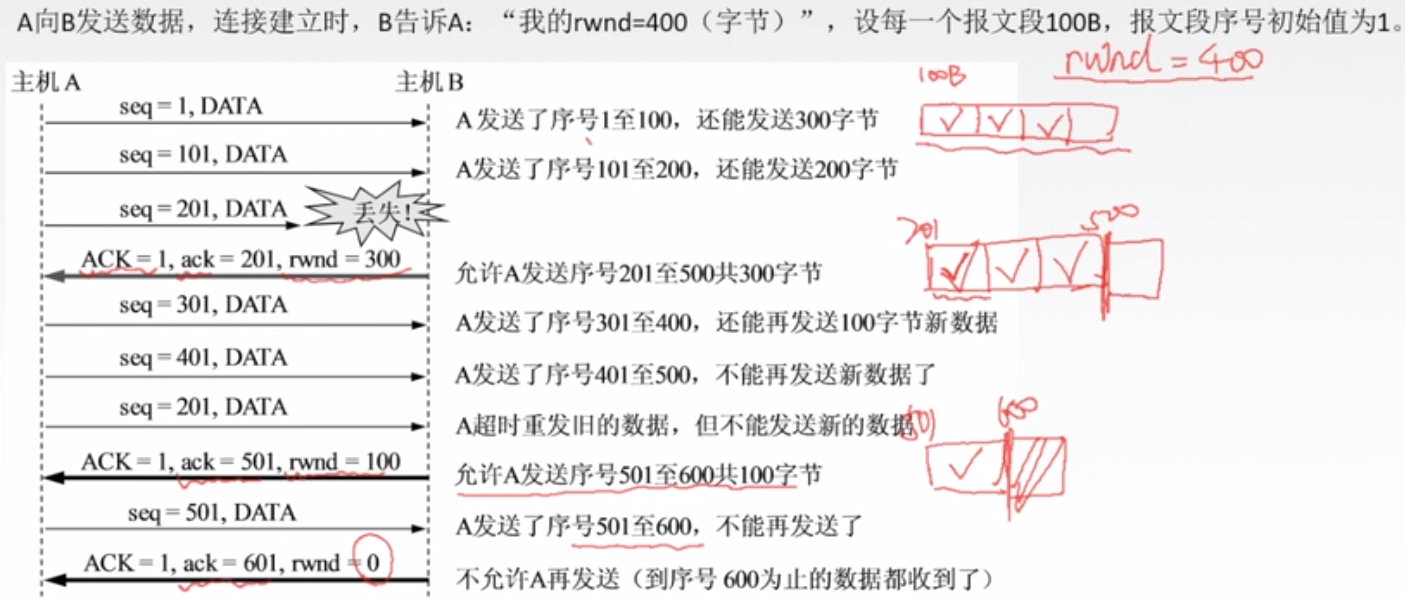 A向B发送数据，连接建立时，B告诉A：“我的rwnd=400（字节）”，设每一个报文段100B，报文段序号初始值为1。
rwnd = 400
主机A 主机B 100B
seq = 1, DATA A发送了序号1至100，还能发送300字节
seq = 101, DATA A发送了序号101至200，还能发送200字节
seq = 201, DATA 丢失!
201 500
ACK = 1, ack = 201, rwnd = 300 允许A发送序号201至500共300字节
seq = 301, DATA A发送了序号301至400，还能再发送100字节新数据
seq = 401, DATA A发送了序号401至500，不能再发送新数据了
seq = 201, DATA A超时重发旧的数据，但不能发送新的数据
501 600
ACK = 1, ack = 501, rwnd = 100 允许A发送序号501至600共100字节
seq = 501, DATA A发送了序号501至600，不能再发送了
ACK = 1, ack = 601, rwnd = 0 不允许A再发送（到序号600为止的数据都收到了）